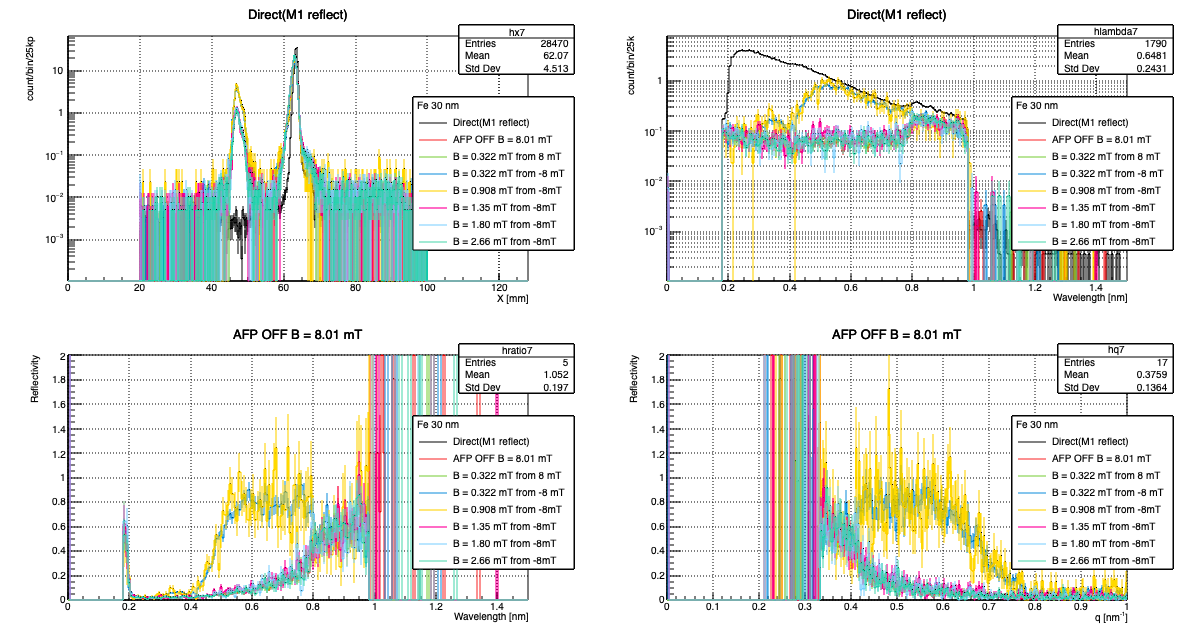 Direct(M1 reflect)
hx7
Entries 28470
Mean 62.07
Std Dev 4.513
count/bin/25kp
10
1
10⁻¹
10⁻²
10⁻³
Fe 30 nm
Direct(M1 reflect)
AFP OFF B = 8.01 mT
B = 0.322 mT from 8 mT
B = 0.322 mT from -8 mT
B = 0.908 mT from -8mT
B = 1.35 mT from -8mT
B = 1.80 mT from -8mT
B = 2.66 mT from -8mT
0 20 40 60 80 100 120
X [mm]
Direct(M1 reflect)
hlambda7
Entries 1790
Mean 0.6481
Std Dev 0.2431
count/bin/25k
1
10⁻¹
10⁻²
10⁻³
Fe 30 nm
Direct(M1 reflect)
AFP OFF B = 8.01 mT
B = 0.322 mT from 8 mT
B = 0.322 mT from -8 mT
B = 0.908 mT from -8mT
B = 1.35 mT from -8mT
B = 1.80 mT from -8mT
B = 2.66 mT from -8mT
0 0.2 0.4 0.6 0.8 1 1.2 1.4
Wavelength [nm]
AFP OFF B = 8.01 mT
hratio7
Entries 5
Mean 1.052
Std Dev 0.197
Reflectivity
2
1.8
1.6
1.4
1.2
1
0.8
0.6
0.4
0.2
0
Fe 30 nm
Direct(M1 reflect)
AFP OFF B = 8.01 mT
B = 0.322 mT from 8 mT
B = 0.322 mT from -8 mT
B = 0.908 mT from -8mT
B = 1.35 mT from -8mT
B = 1.80 mT from -8mT
B = 2.66 mT from -8mT
0 0.2 0.4 0.6 0.8 1 1.2 1.4
Wavelength [nm]
AFP OFF B = 8.01 mT
hq7
Entries 17
Mean 0.3759
Std Dev 0.1364
Reflectivity
2
1.8
1.6
1.4
1.2
1
0.8
0.6
0.4
0.2
0
Fe 30 nm
Direct(M1 reflect)
AFP OFF B = 8.01 mT
B = 0.322 mT from 8 mT
B = 0.322 mT from -8 mT
B = 0.908 mT from -8mT
B = 1.35 mT from -8mT
B = 1.80 mT from -8mT
B = 2.66 mT from -8mT
0 0.1 0.2 0.3 0.4 0.5 0.6 0.7 0.8 0.9 1
q [nm⁻¹]